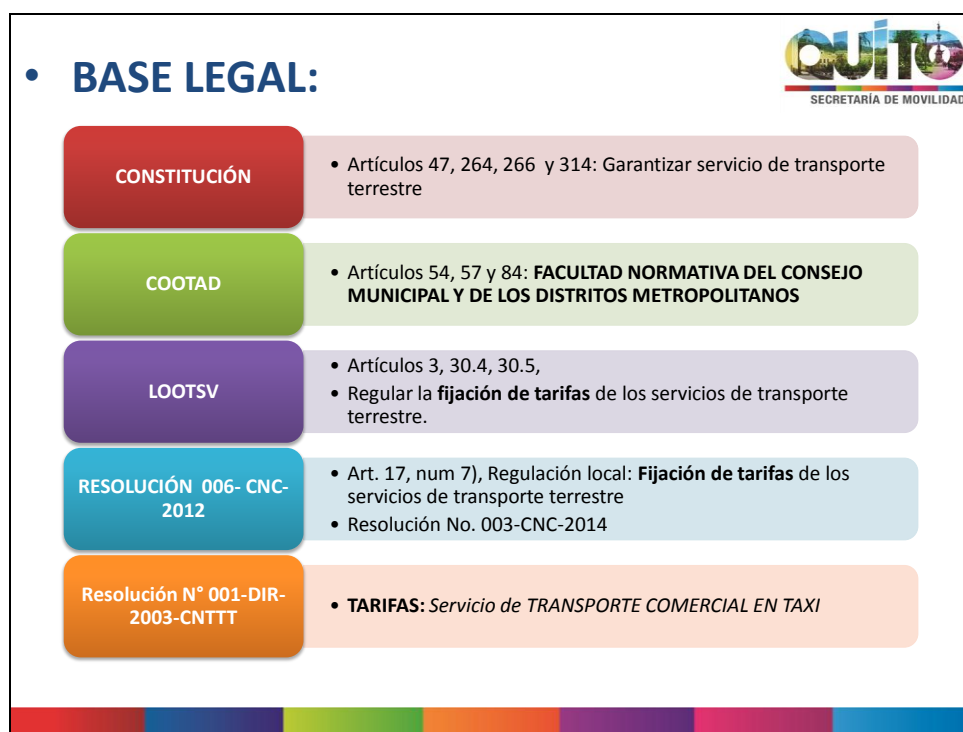 • BASE LEGAL:
QUITO
SECRETARÍA DE MOVILIDAD
CONSTITUCIÓN
• Artículos 47, 264, 266 y 314: Garantizar servicio de transporte
terrestre
COOTAD
• Artículos 54, 57 y 84: FACULTAD NORMATIVA DEL CONSEJO
MUNICIPAL Y DE LOS DISTRITOS METROPOLITANOS
LOOTSV
• Artículos 3, 30.4, 30.5,
• Regular la fijación de tarifas de los servicios de transporte
terrestre.
RESOLUCIÓN 006- CNC-
2012
• Art. 17, num 7), Regulación local: Fijación de tarifas de los
servicios de transporte terrestre
• Resolución No. 003-CNC-2014
Resolución N° 001-DIR-
2003-CNTTT
• TARIFAS: Servicio de TRANSPORTE COMERCIAL EN TAXI